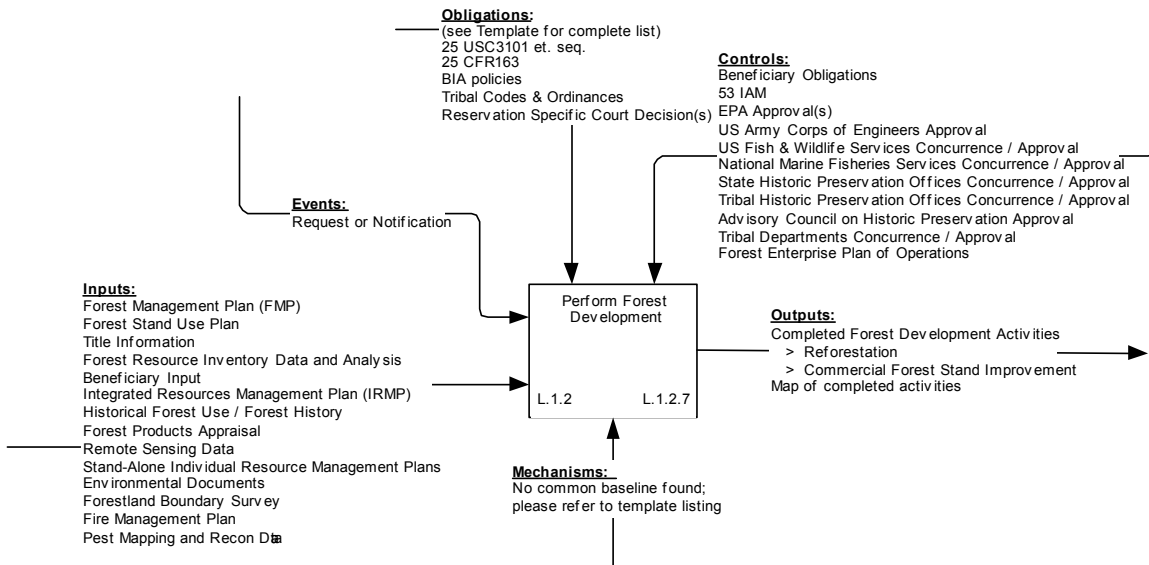 Obligations:
(see Template for complete list)
25 USC3101 et. seq.
25 CFR163
BIA policies
Tribal Codes & Ordinances
Reservation Specific Court Decision(s)
Controls:
Beneficiary Obligations
53 IAM
EPA Approval(s)
US Army Corps of Engineers Approval
US Fish & Wildlife Services Concurrence / Approval
National Marine Fisheries Services Concurrence / Approval
State Historic Preservation Offices Concurrence / Approval
Tribal Historic Preservation Offices Concurrence / Approval
Advisory Council on Historic Preservation Approval
Tribal Departments Concurrence / Approval
Forest Enterprise Plan of Operations
Events:
Request or Notification
Inputs:
Forest Management Plan (FMP)
Forest Stand Use Plan
Title Information
Forest Resource Inventory Data and Analysis
Beneficiary Input
Integrated Resources Management Plan (IRMP)
Historical Forest Use / Forest History
Forest Products Appraisal
Remote Sensing Data
Stand-Alone Individual Resource Management Plans
Environmental Documents
Forestland Boundary Survey
Fire Management Plan
Pest Mapping and Recon Data
Perform Forest
Development
L.1.2 L.1.2.7
Outputs:
Completed Forest Development Activities
> Reforestation
> Commercial Forest Stand Improvement
Map of completed activities
Mechanisms:
No common baseline found;
please refer to template listing